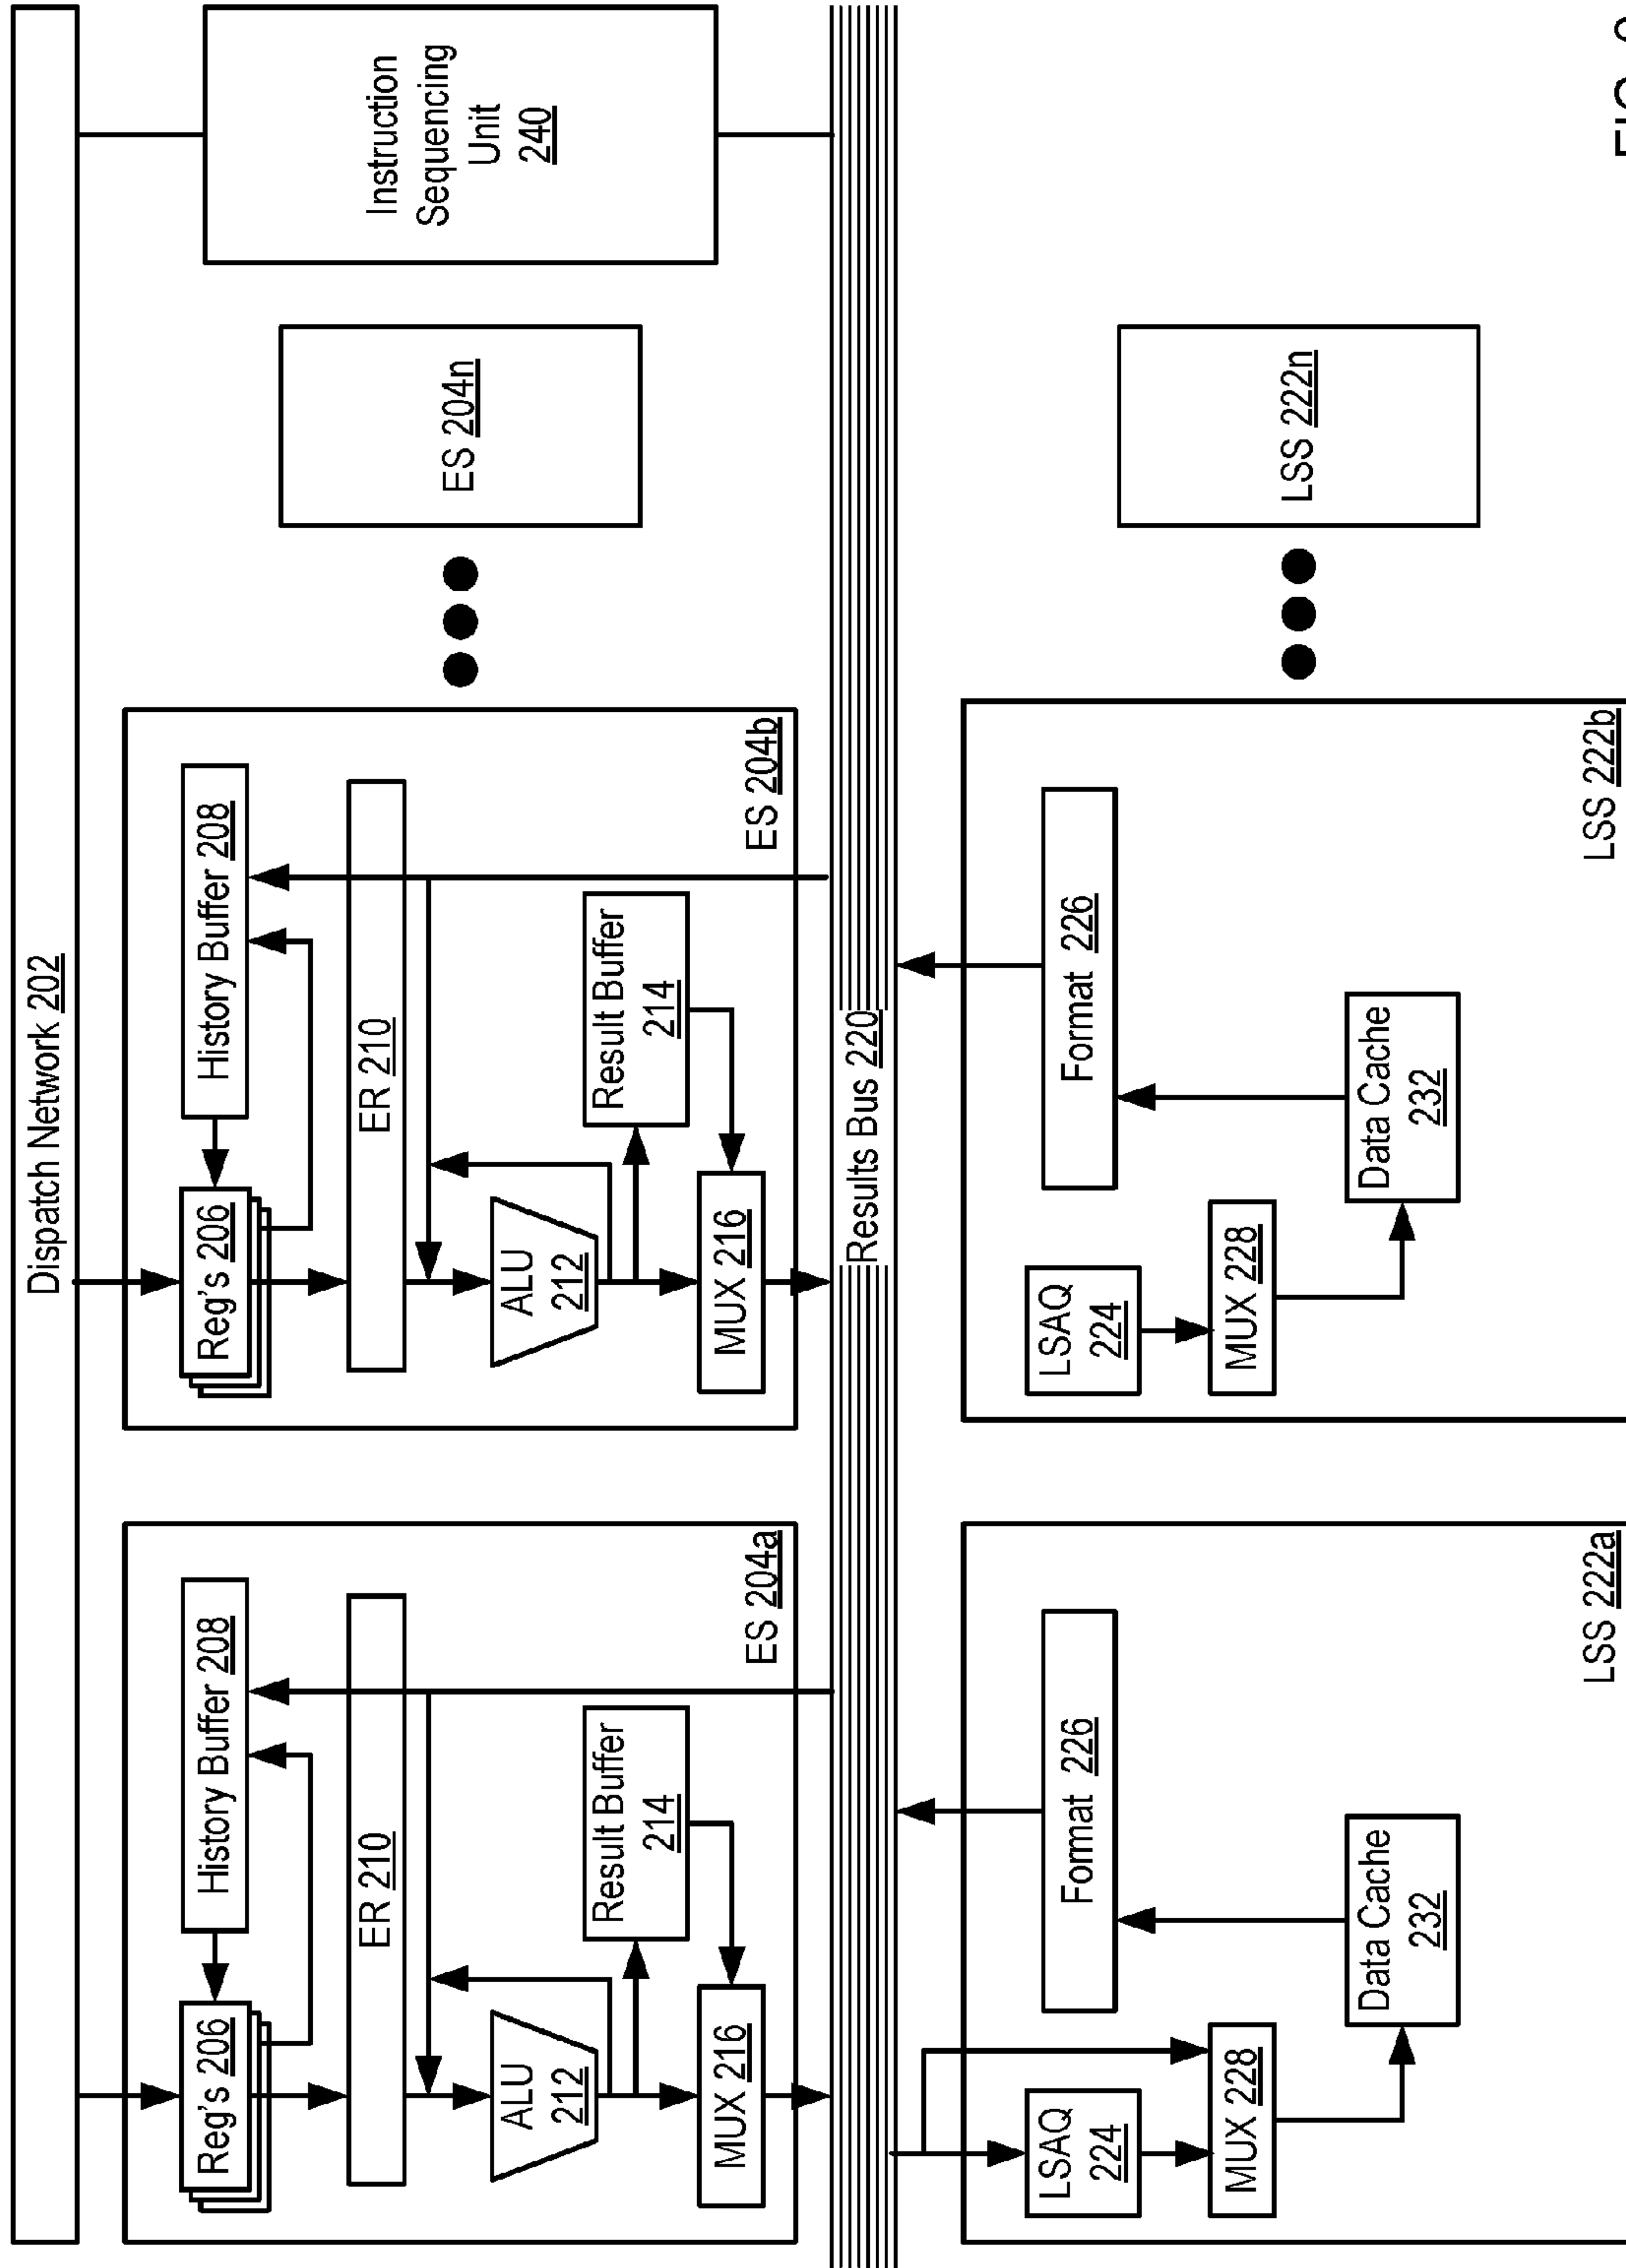 Dispatch Network 202
Reg's 206
History Buffer 208
ER 210
ALU
212
Result Buffer
214
MUX 216
ES 204a
Reg's 206
History Buffer 208
ER 210
ALU
212
Result Buffer
214
MUX 216
ES 204b
ES 204n
Instruction
Sequencing
Unit
240
Results Bus 220
LSAQ
224
MUX 228
Format 226
Data Cache
232
LSS 222a
LSAQ
224
MUX 228
Format 226
Data Cache
232
LSS 222b
LSS 222n
FIG.